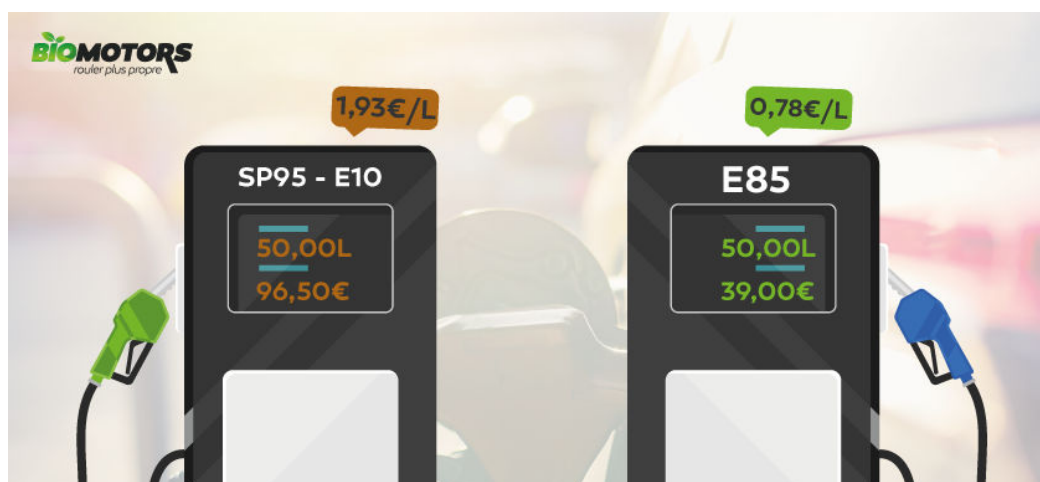 BIOMOTORS
rouler plus propre
1,93€/L
SP95 - E10
50,00L
96,50€
0,78€/L
E85
50,00L
39,00€